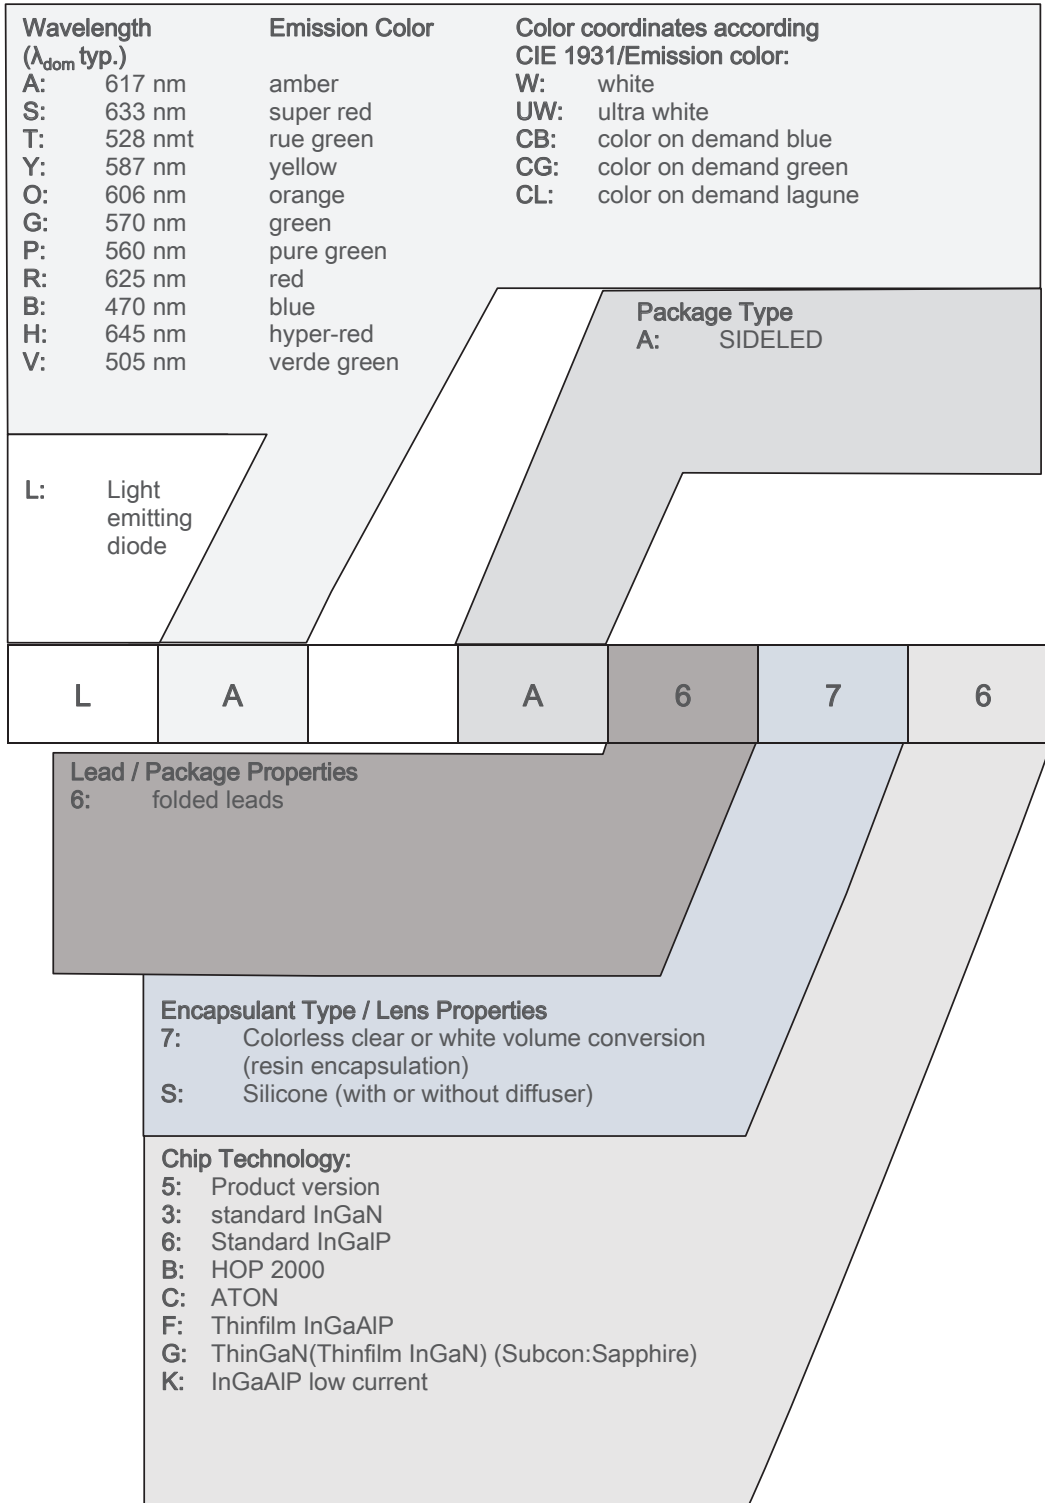 Wavelength Emission Color Color coordinates according
(λdom typ.) CIE 1931/Emission color:
A: 617 nm amber W: white
S: 633 nm super red UW: ultra white
T: 528 nmt rue green CB: color on demand blue
Y: 587 nm yellow CG: color on demand green
O: 606 nm orange CL: color on demand lagune
G: 570 nm green
P: 560 nm pure green
R: 625 nm red
B: 470 nm blue
H: 645 nm hyper-red
V: 505 nm verde green
Package Type
A: SIDELED
L: Light
emitting
diode
L A A 6 7 6
Lead / Package Properties
6: folded leads
Encapsulant Type / Lens Properties
7: Colorless clear or white volume conversion
(resin encapsulation)
S: Silicone (with or without diffuser)
Chip Technology:
5: Product version
3: standard InGaN
6: Standard InGalP
B: HOP 2000
C: ATON
F: Thinfilm InGaAlP
G: ThinGaN(Thinfilm InGaN) (Subcon:Sapphire)
K: InGaAlP low current